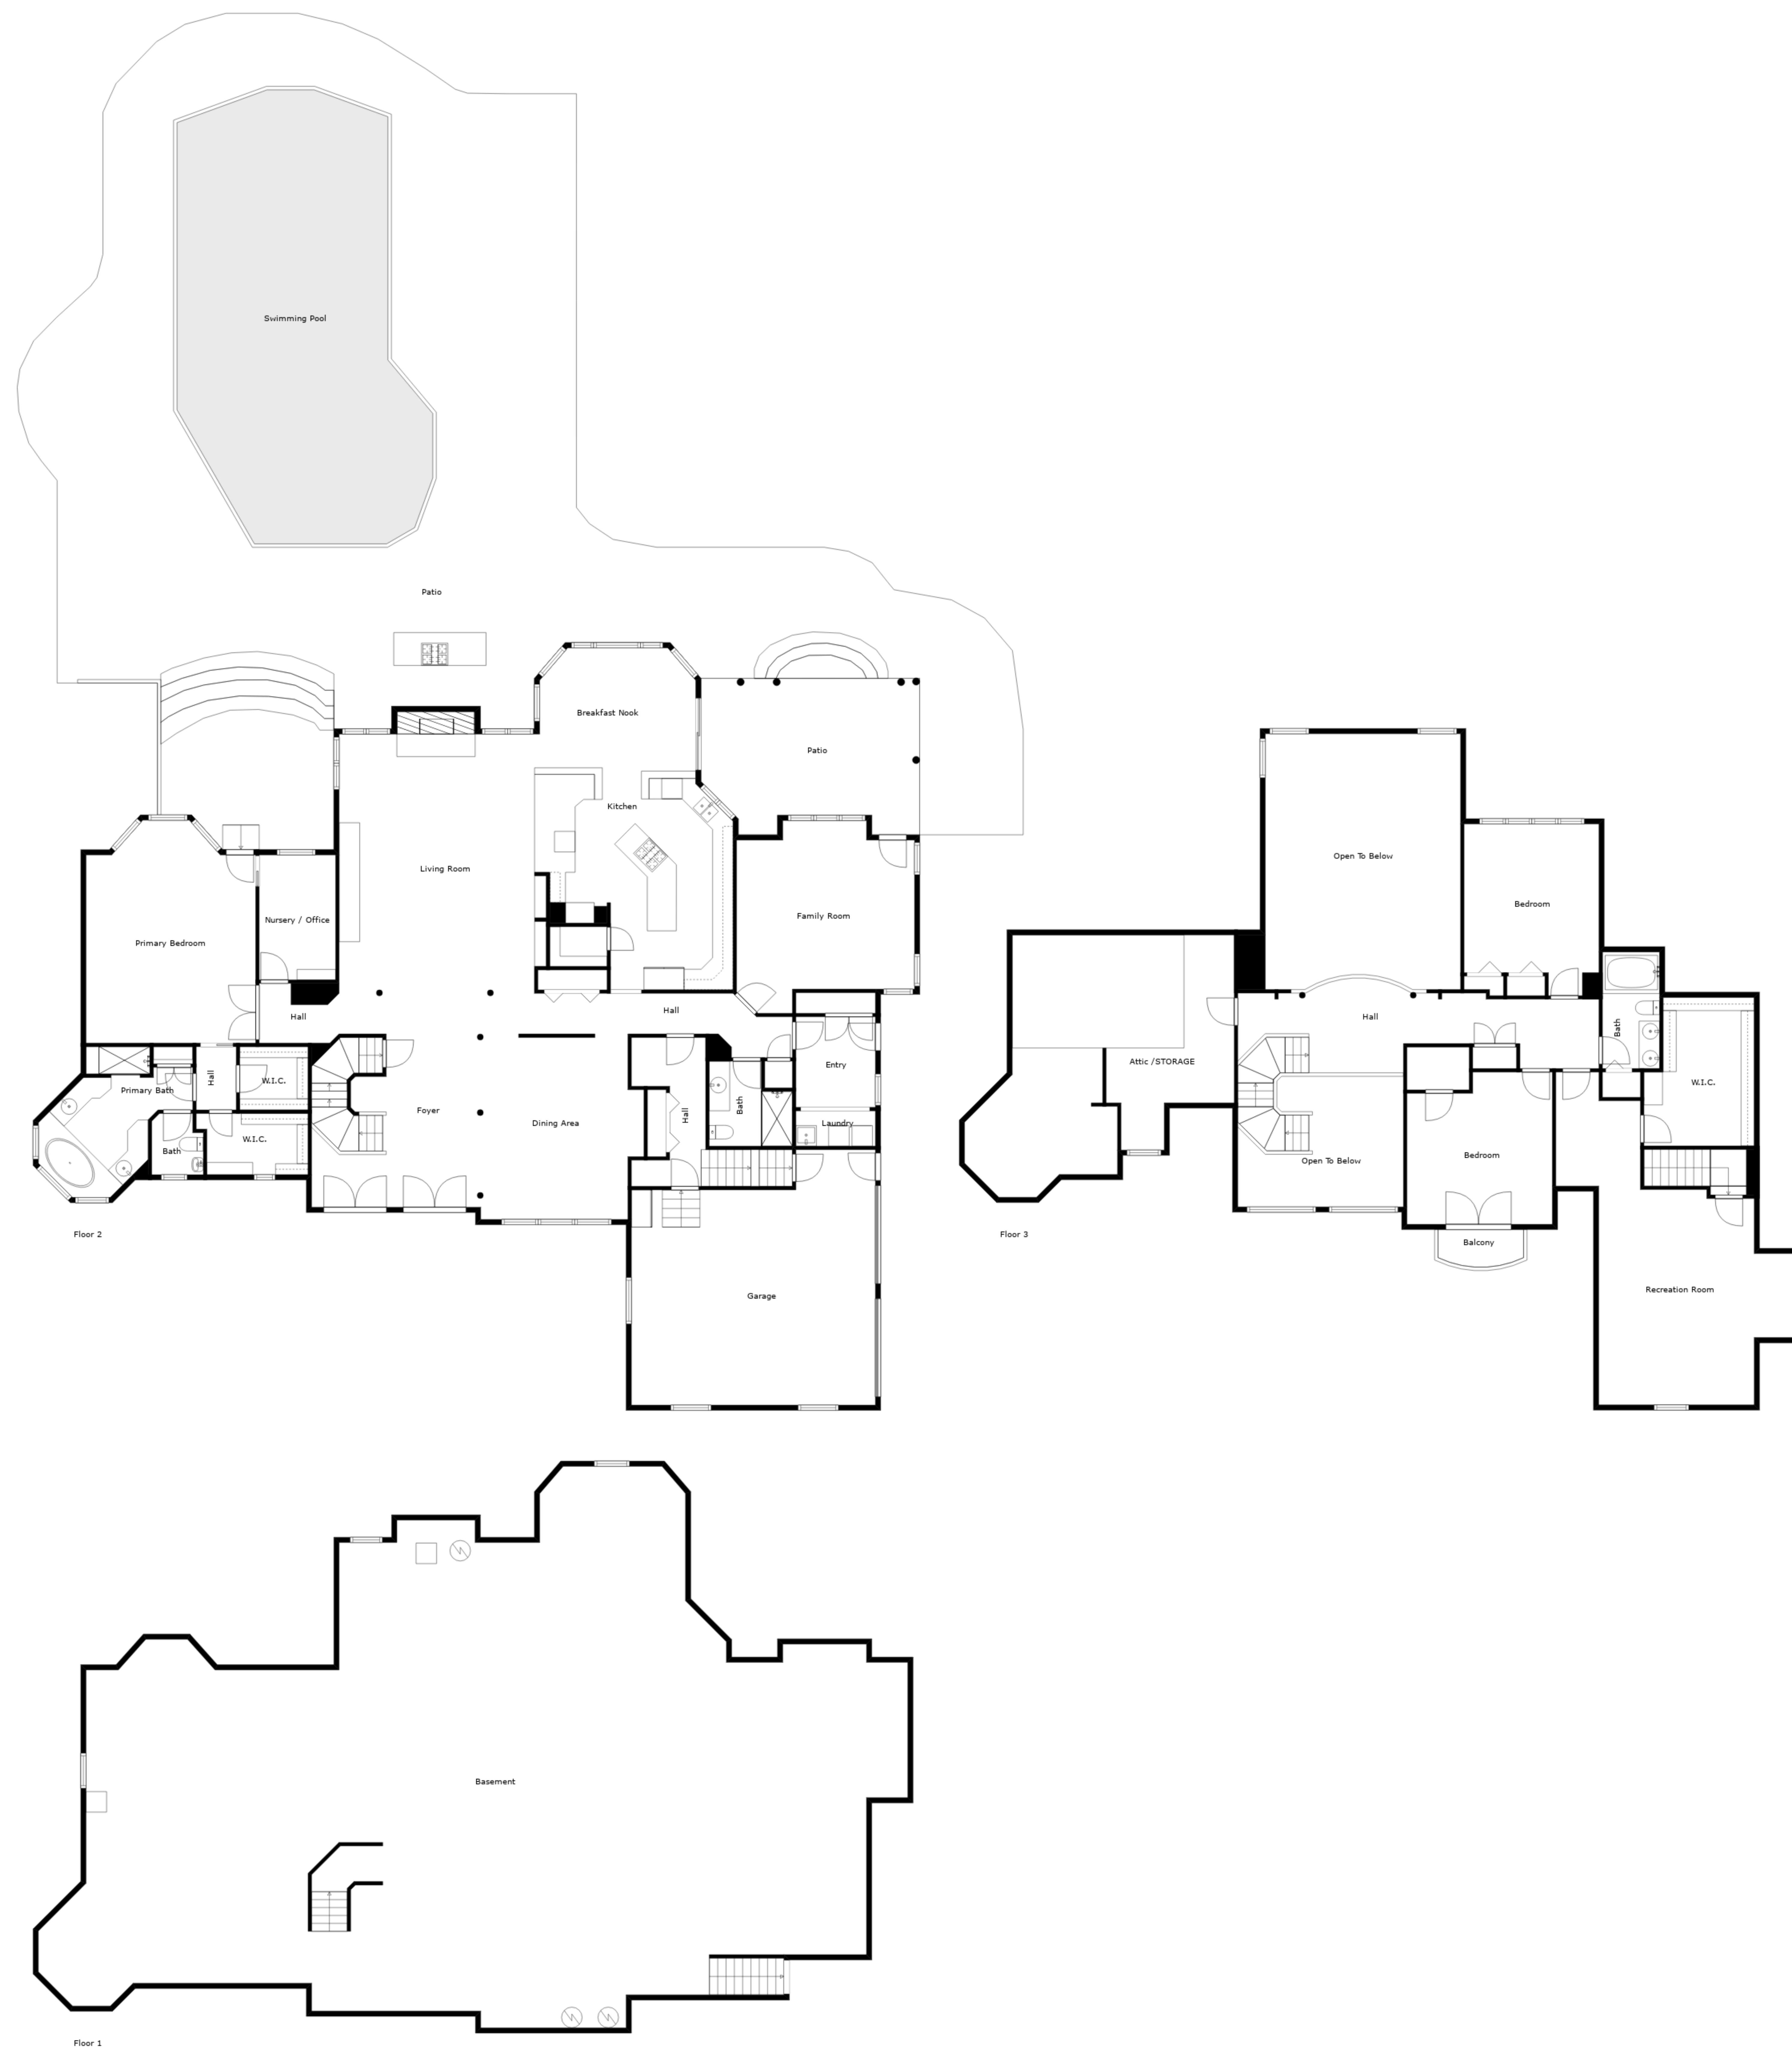 Swimming Pool
Patio
Breakfast Nook
Patio
Kitchen
Living Room
Family Room
Nursery / Office
Primary Bedroom
Hall
Hall
Entry
Hall
W.I.C.
Primary Bath
Bath
Hall
Foyer
Dining Area
Laundry
W.I.C.
Bath
Floor 2
Garage
Open To Below
Bedroom
Hall
Bath
Attic /STORAGE
W.I.C.
Bedroom
Open To Below
Floor 3
Balcony
Recreation Room
Basement
Floor 1